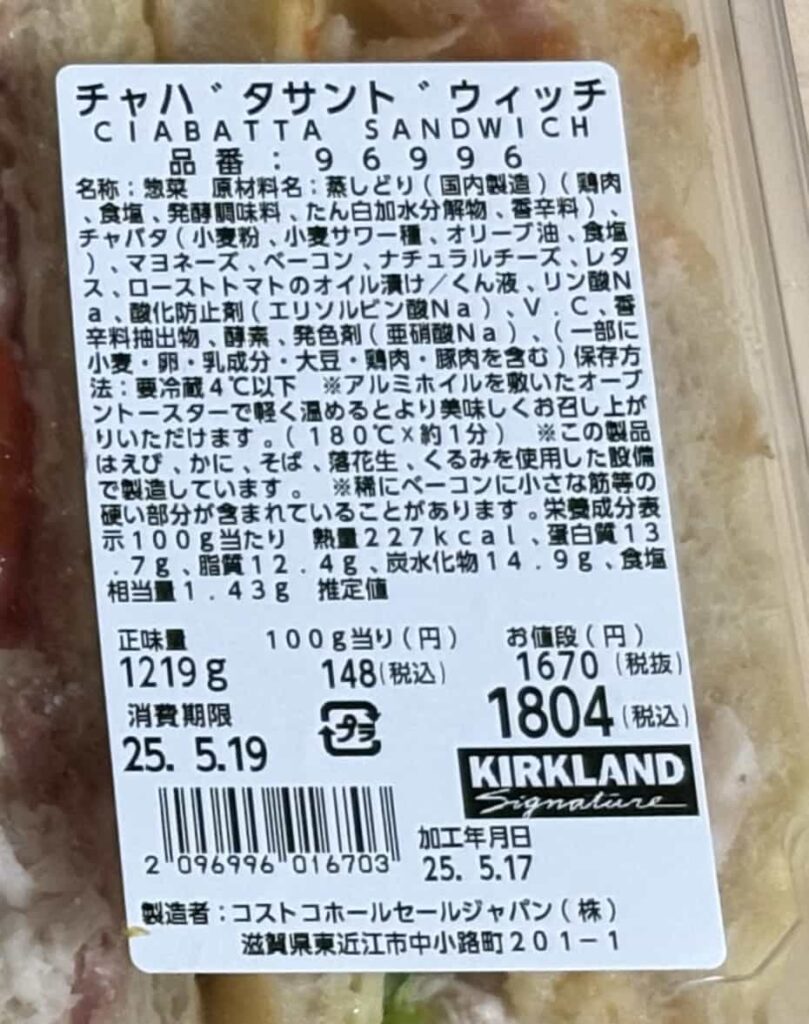 チャハ゛タサント゛ウィッチ
CIABATTA SANDWICH
品番:96996
名称:惣菜 原材料名:蒸しどり(国内製造)(鶏肉
、食塩、発酵調味料、たん白加水分解物、香辛料)、
チャバタ(小麦粉、小麦サワー種、オリーブ油、食塩
)、マヨネーズ、ベーコン、ナチュラルチーズ、レタ
ス、ローストトマトのオイル漬け/くん液、リン酸N
a、酸化防止剤(エリソルビン酸Na)、V.C、香
辛料抽出物、酵素、発色剤(亜硝酸Na)、(一部に
小麦・卵・乳成分・大豆・鶏肉・豚肉を含む)保存方
法:要冷蔵4℃以下 ※アルミホイルを敷いたオーブ
ントースターで軽く温めるとより美味しくお召し上が
りいただけます。(180℃×約1分) ※この製品
はえび、かに、そば、落花生、くるみを使用した設備
で製造しています。 ※稀にベーコンに小さな筋等の
硬い部分が含まれていることがあります。栄養成分表
示100g当たり 熱量227kcal、蛋白質13
.7g、脂質12.4g、炭水化物14.9g、食塩
相当量1.43g 推定値
正味量 100g当り(円) お値段(円)
1219g 148(税込) 1670(税抜)
1804(税込)
消費期限
プラ
25. 5.19
KIRKLAND
Signature
2 096996 016703
加工年月日
25. 5.17
製造者:コストコホールセールジャパン(株)
滋賀県東近江市中小路町201-1